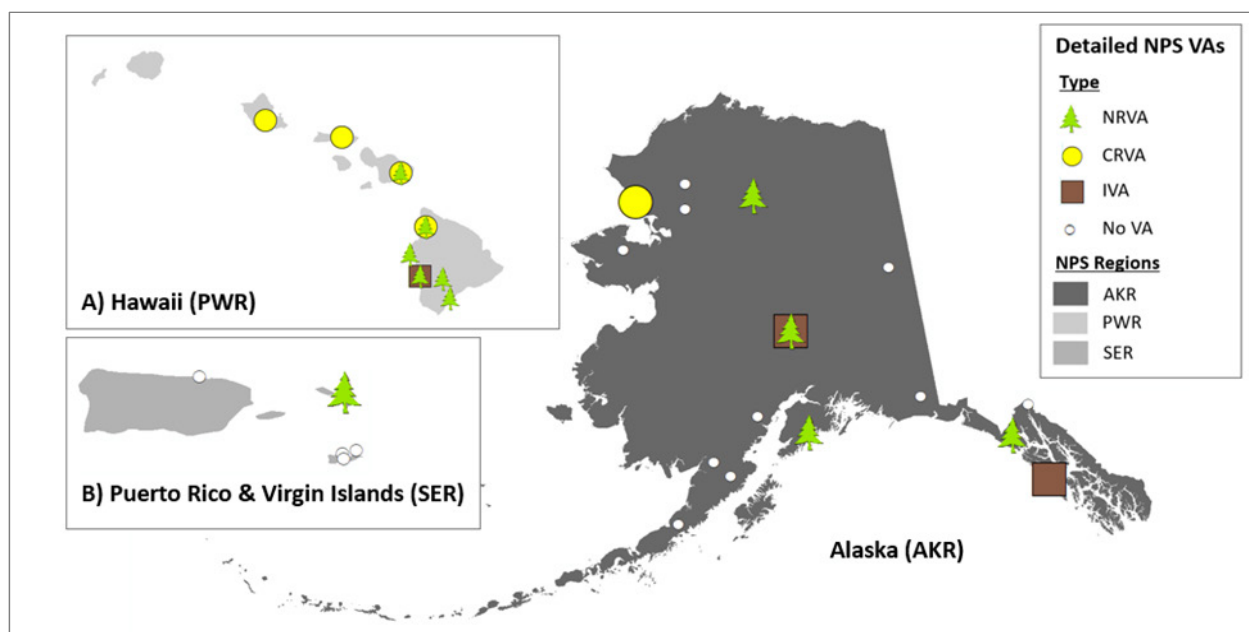 A) Hawaii (PWR)
B) Puerto Rico & Virgin Islands (SER)
Alaska (AKR)
Detailed NPS VAs
Type
NRVA
CRVA
IVA
No VA
NPS Regions
AKR
PWR
SER